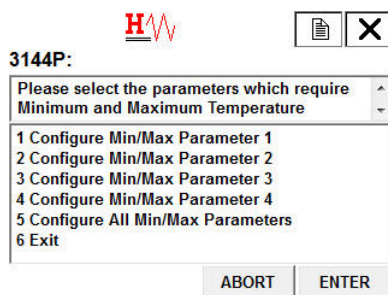 H
3144P:
Please select the parameters which require
Minimum and Maximum Temperature
1 Configure Min/Max Parameter 1
2 Configure Min/Max Parameter 2
3 Configure Min/Max Parameter 3
4 Configure Min/Max Parameter 4
5 Configure All Min/Max Parameters
6 Exit
ABORT ENTER